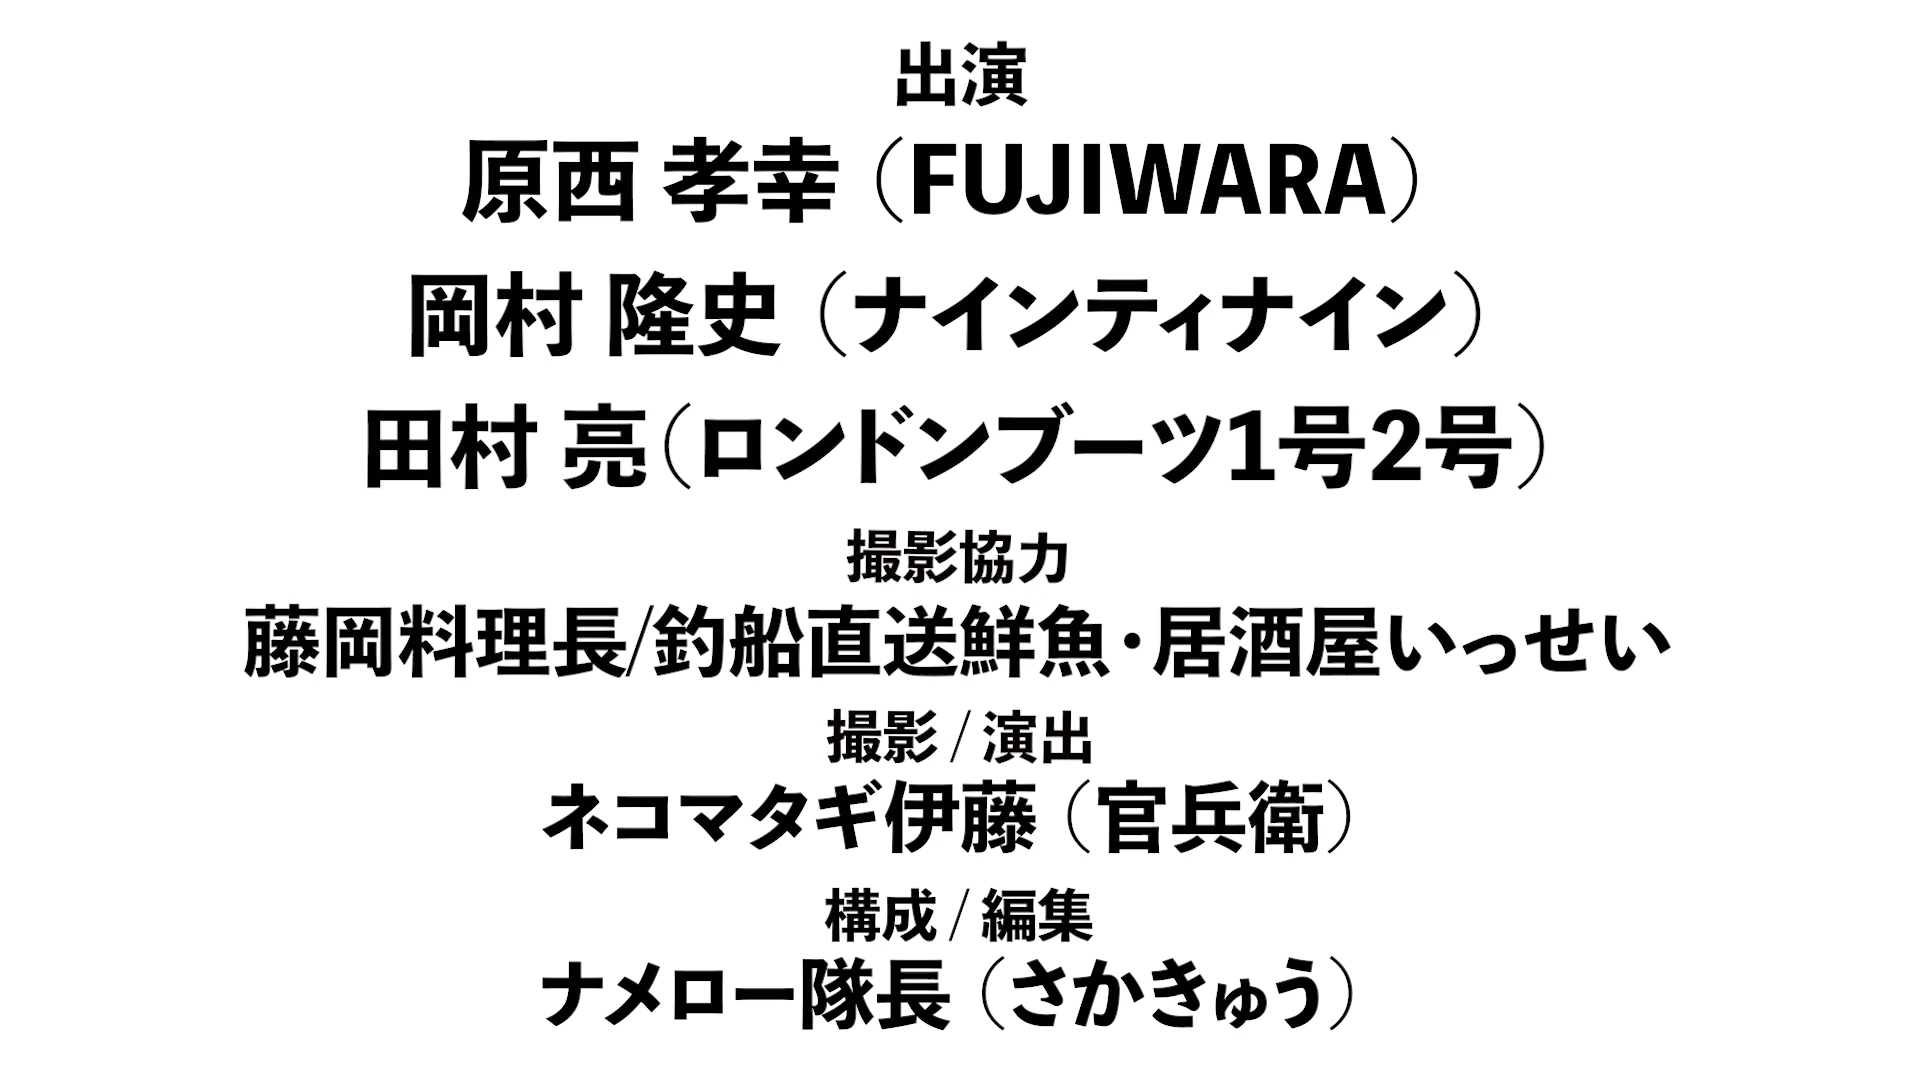 出演
原西 孝幸（FUJIWARA）
岡村 隆史（ナインティナイン）
田村 亮（ロンドンブーツ1号2号）
撮影協力
藤岡料理長/釣船直送鮮魚・居酒屋いっせい
撮影 / 演出
ネコマタギ伊藤（官兵衛）
構成 / 編集
ナメロー隊長（さかきゅう）